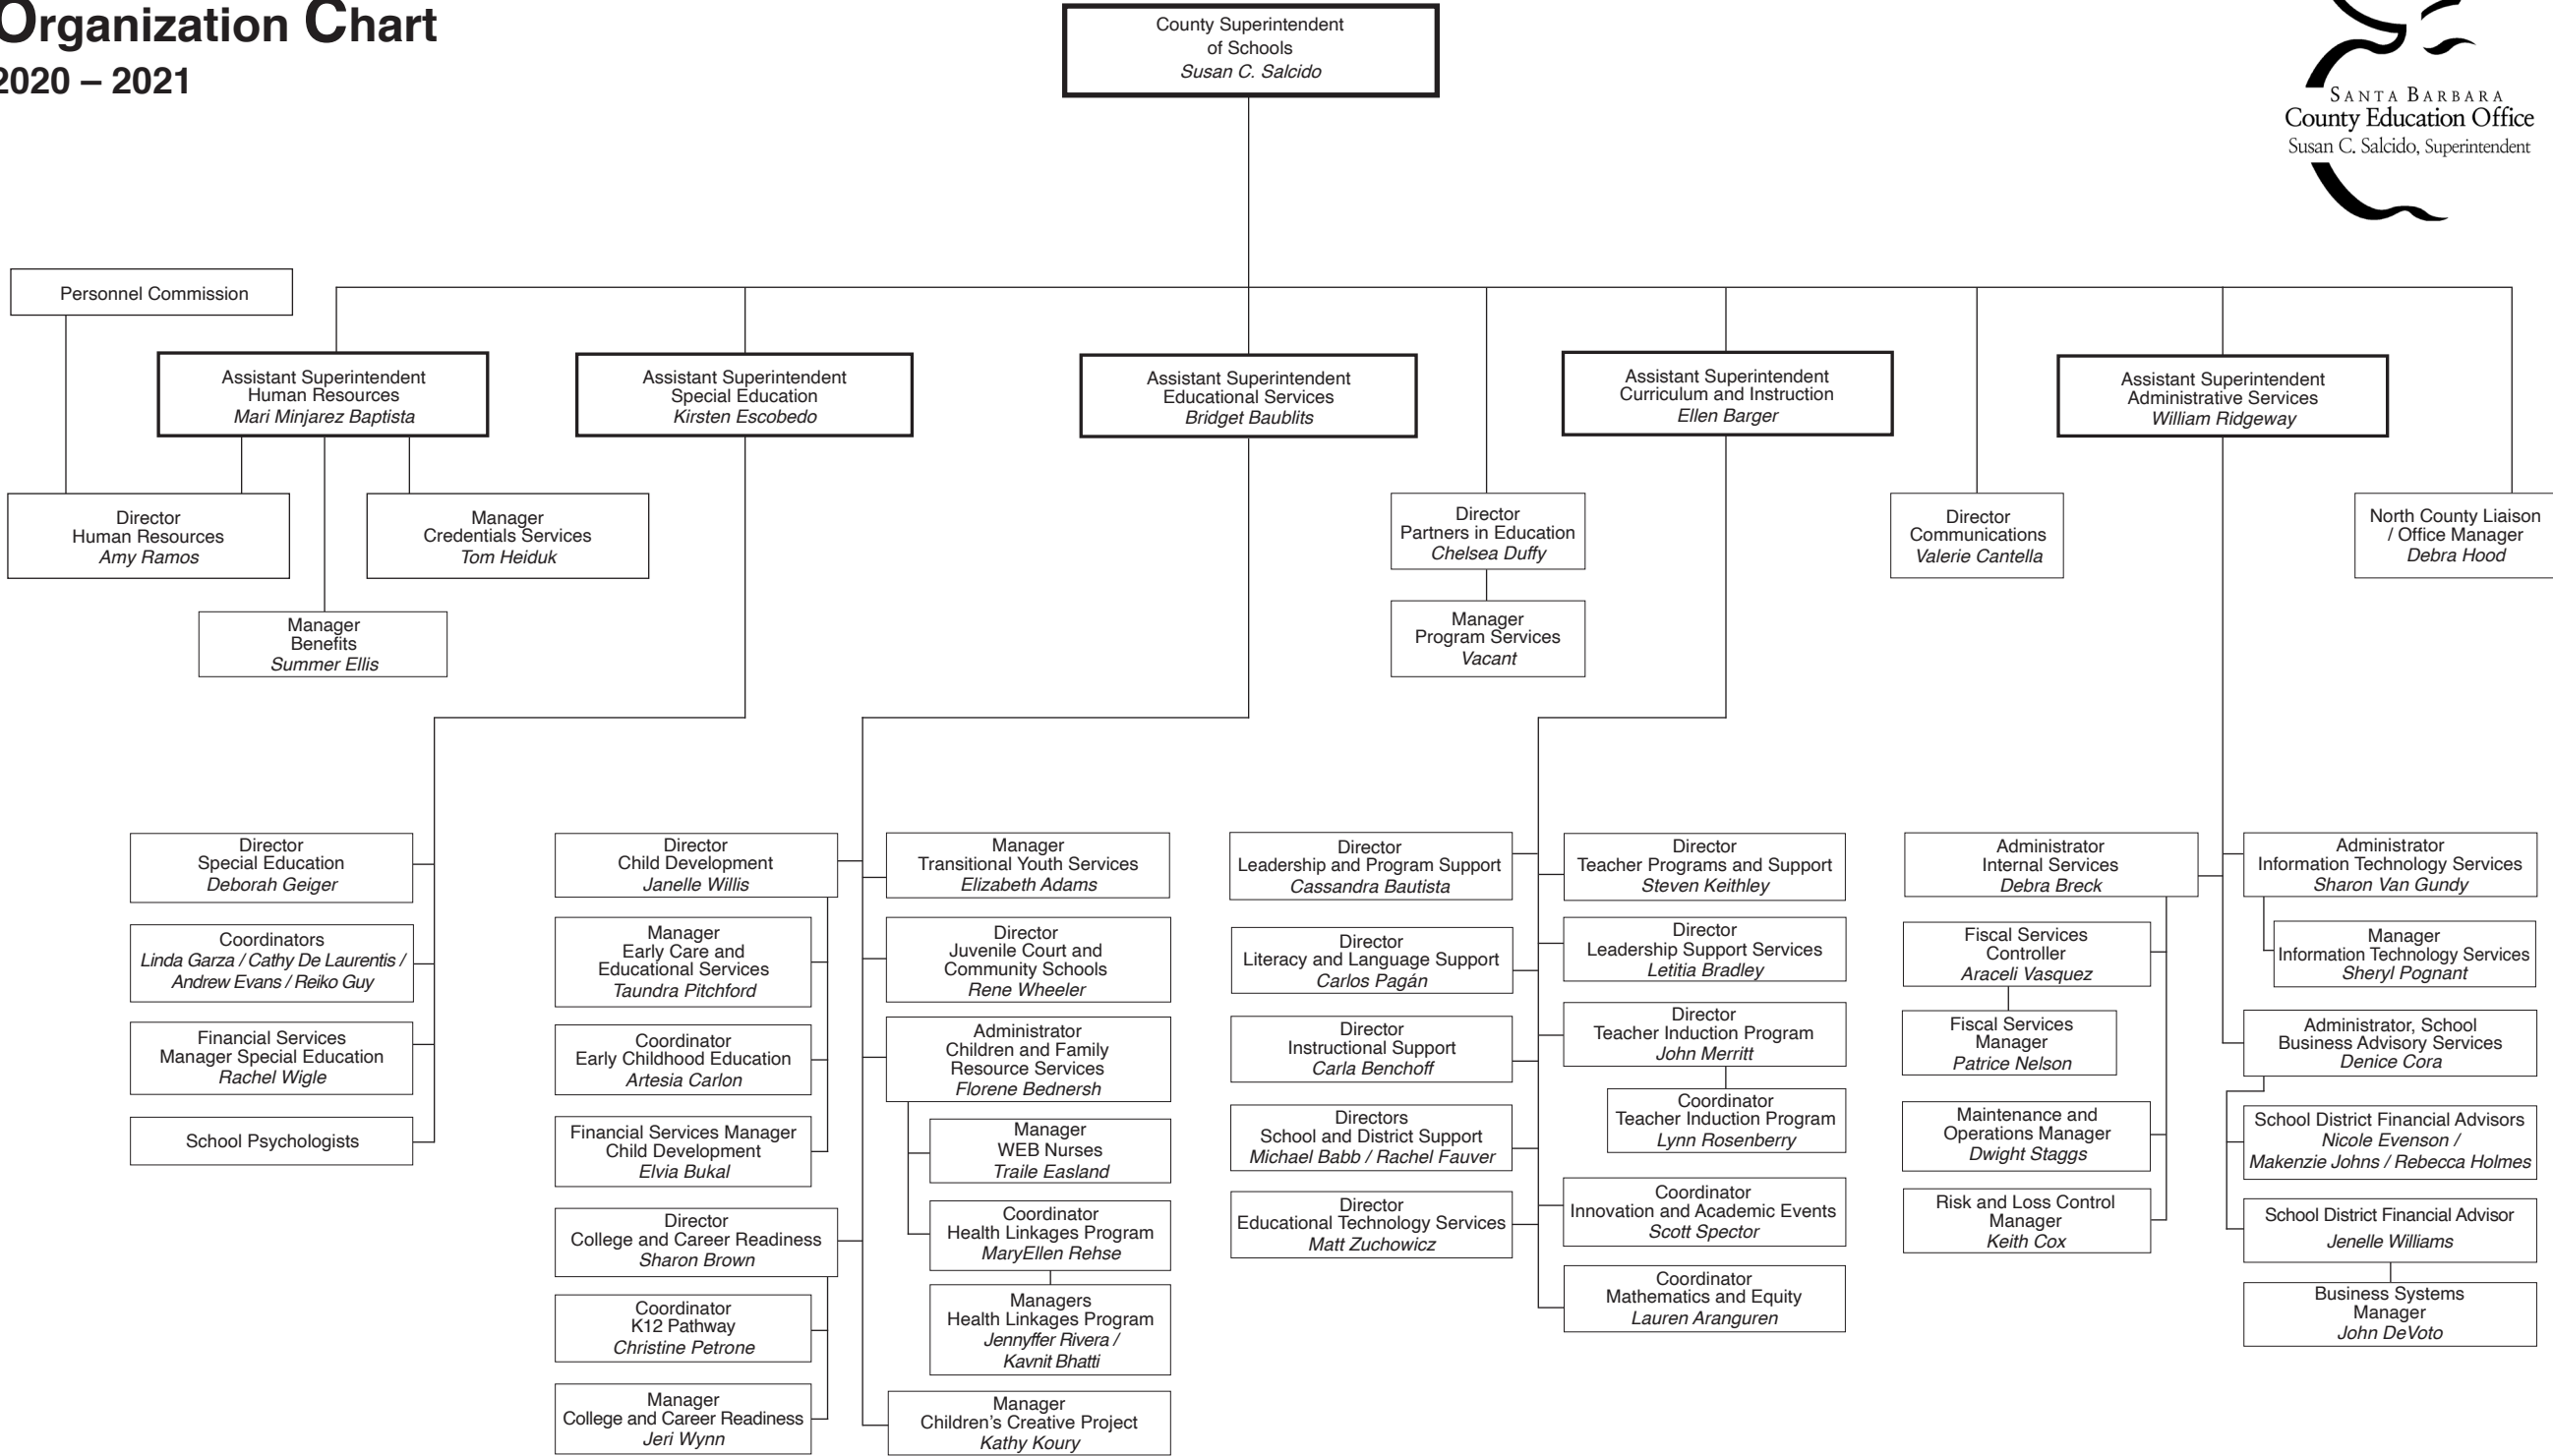 Organization Chart
2020 – 2021
County Superintendent
of Schools
Susan C. Salcido
SANTA BARBARA
County Education Office
Susan C. Salcido, Superintendent
Personnel Commission
Assistant Superintendent
Human Resources
Mari Minjarez Baptista
Assistant Superintendent
Special Education
Kirsten Escobedo
Assistant Superintendent
Educational Services
Bridget Baublits
Assistant Superintendent
Curriculum and Instruction
Ellen Barger
Assistant Superintendent
Administrative Services
William Ridgeway
Director
Human Resources
Amy Ramos
Manager
Credentials Services
Tom Heiduk
Manager
Benefits
Summer Ellis
Director
Partners in Education
Chelsea Duffy
Manager
Program Services
Vacant
Director
Communications
Valerie Cantella
North County Liaison
/ Office Manager
Debra Hood
Director
Special Education
Deborah Geiger
Coordinators
Linda Garza / Cathy De Laurentis /
Andrew Evans / Reiko Guy
Financial Services
Manager Special Education
Rachel Wigle
School Psychologists
Director
Child Development
Janelle Willis
Manager
Early Care and
Educational Services
Taundra Pitchford
Coordinator
Early Childhood Education
Artesia Carlon
Financial Services Manager
Child Development
Elvia Bukal
Director
College and Career Readiness
Sharon Brown
Coordinator
K12 Pathway
Christine Petrone
Manager
College and Career Readiness
Jeri Wynn
Manager
Transitional Youth Services
Elizabeth Adams
Director
Juvenile Court and
Community Schools
Rene Wheeler
Administrator
Children and Family
Resource Services
Florene Bednersh
Manager
WEB Nurses
Traile Easland
Coordinator
Health Linkages Program
MaryEllen Rehse
Managers
Health Linkages Program
Jennyffer Rivera /
Kavnit Bhatti
Manager
Children’s Creative Project
Kathy Koury
Director
Leadership and Program Support
Cassandra Bautista
Director
Literacy and Language Support
Carlos Pagán
Director
Instructional Support
Carla Benchoff
Directors
School and District Support
Michael Babb / Rachel Fauver
Director
Educational Technology Services
Matt Zuchowicz
Director
Teacher Programs and Support
Steven Keithley
Director
Leadership Support Services
Letitia Bradley
Director
Teacher Induction Program
John Merritt
Coordinator
Teacher Induction Program
Lynn Rosenberry
Coordinator
Innovation and Academic Events
Scott Spector
Coordinator
Mathematics and Equity
Lauren Aranguren
Administrator
Internal Services
Debra Breck
Fiscal Services
Controller
Araceli Vasquez
Fiscal Services
Manager
Patrice Nelson
Maintenance and
Operations Manager
Dwight Staggs
Risk and Loss Control
Manager
Keith Cox
Administrator
Information Technology Services
Sharon Van Gundy
Manager
Information Technology Services
Sheryl Pognant
Administrator, School
Business Advisory Services
Denice Cora
School District Financial Advisors
Nicole Evenson /
Makenzie Johns / Rebecca Holmes
School District Financial Advisor
Jenelle Williams
Business Systems
Manager
John DeVoto